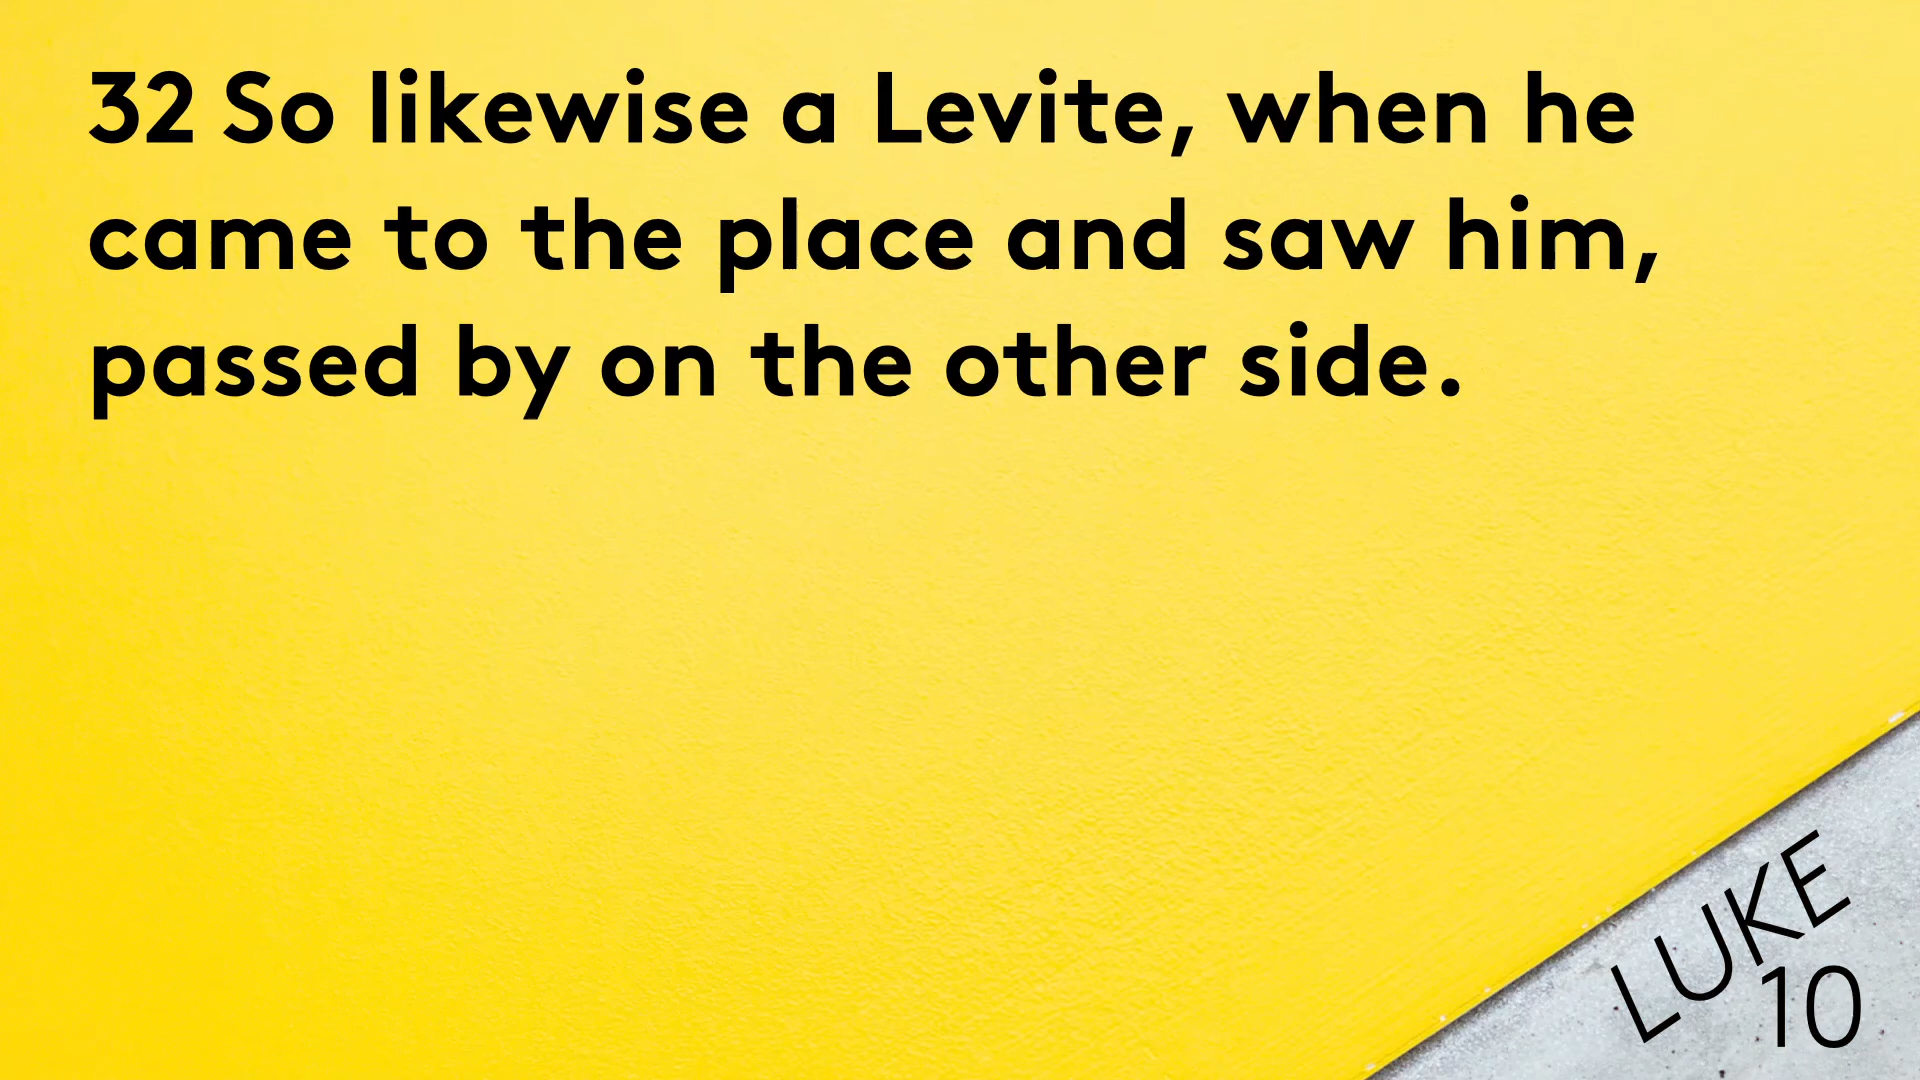 32 So likewise a Levite, when he
came to the place and saw him,
passed by on the other side.
LUKE
10